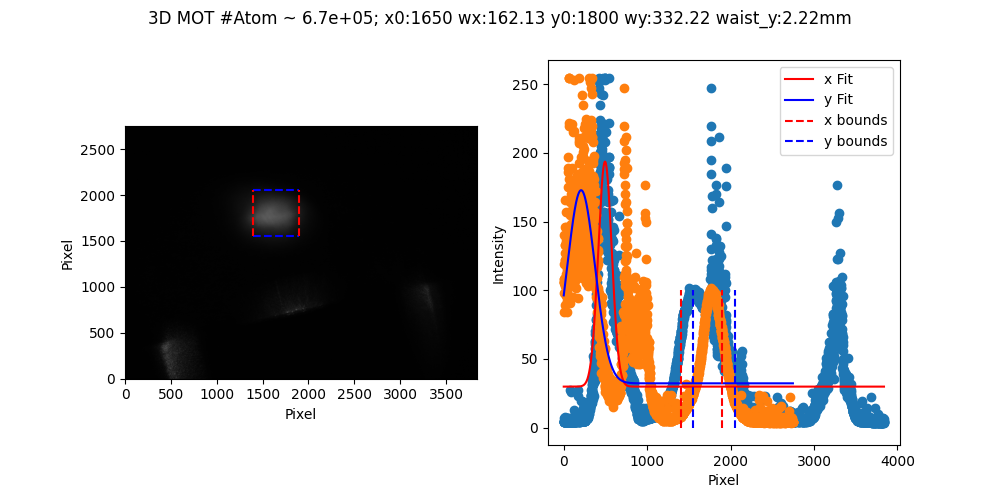 3D MOT #Atom ~ 6.7e+05; x0:1650 wx:162.13 y0:1800 wy:332.22 waist_y:2.22mm
2500
2000
1500
1000
500
0
Pixel
0 500 1000 1500 2000 2500 3000 3500
Pixel
250
200
150
100
50
0
Intensity
0 1000 2000 3000 4000
Pixel
x Fit
y Fit
x bounds
y bounds